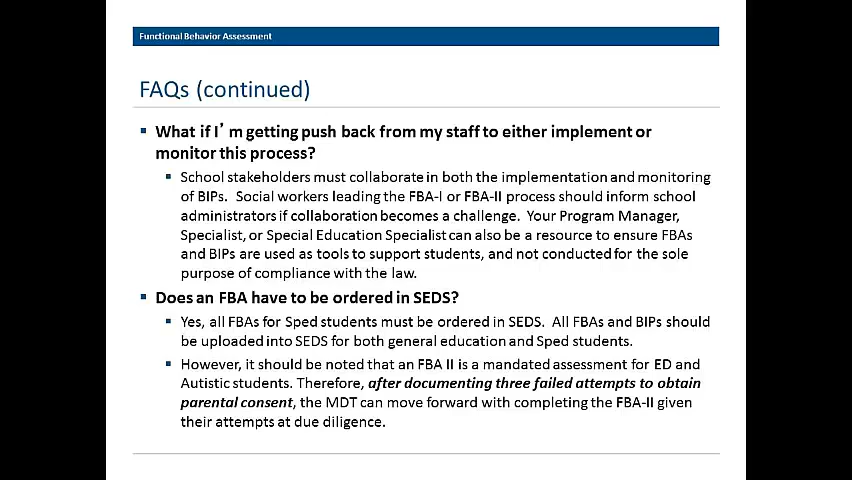 Functional Behavior Assessment
FAQs (continued)
▪ What if I’m getting push back from my staff to either implement or
monitor this process?
▪ School stakeholders must collaborate in both the implementation and monitoring
of BIPs. Social workers leading the FBA-I or FBA-II process should inform school
administrators if collaboration becomes a challenge. Your Program Manager,
Specialist, or Special Education Specialist can also be a resource to ensure FBAs
and BIPs are used as tools to support students, and not conducted for the sole
purpose of compliance with the law.
▪ Does an FBA have to be ordered in SEDS?
▪ Yes, all FBAs for Sped students must be ordered in SEDS. All FBAs and BIPs should
be uploaded into SEDS for both general education and Sped students.
▪ However, it should be noted that an FBA II is a mandated assessment for ED and
Autistic students. Therefore, after documenting three failed attempts to obtain
parental consent, the MDT can move forward with completing the FBA-II given
their attempts at due diligence.